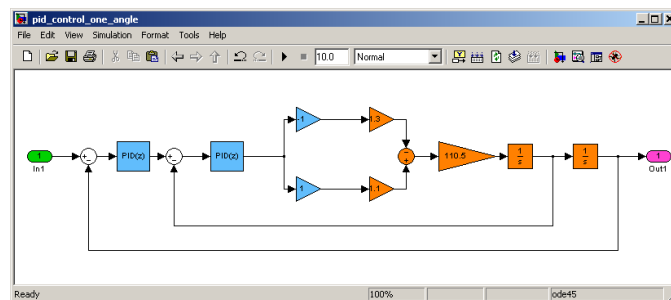 pid_control_one_angle
File Edit View Simulation Format Tools Help
10.0 Normal
1
In1
PID(z)
PID(z)
-1
1.3
-1
1.1
110.5
1
s
1
s
1
Out1
Ready 100% ode45